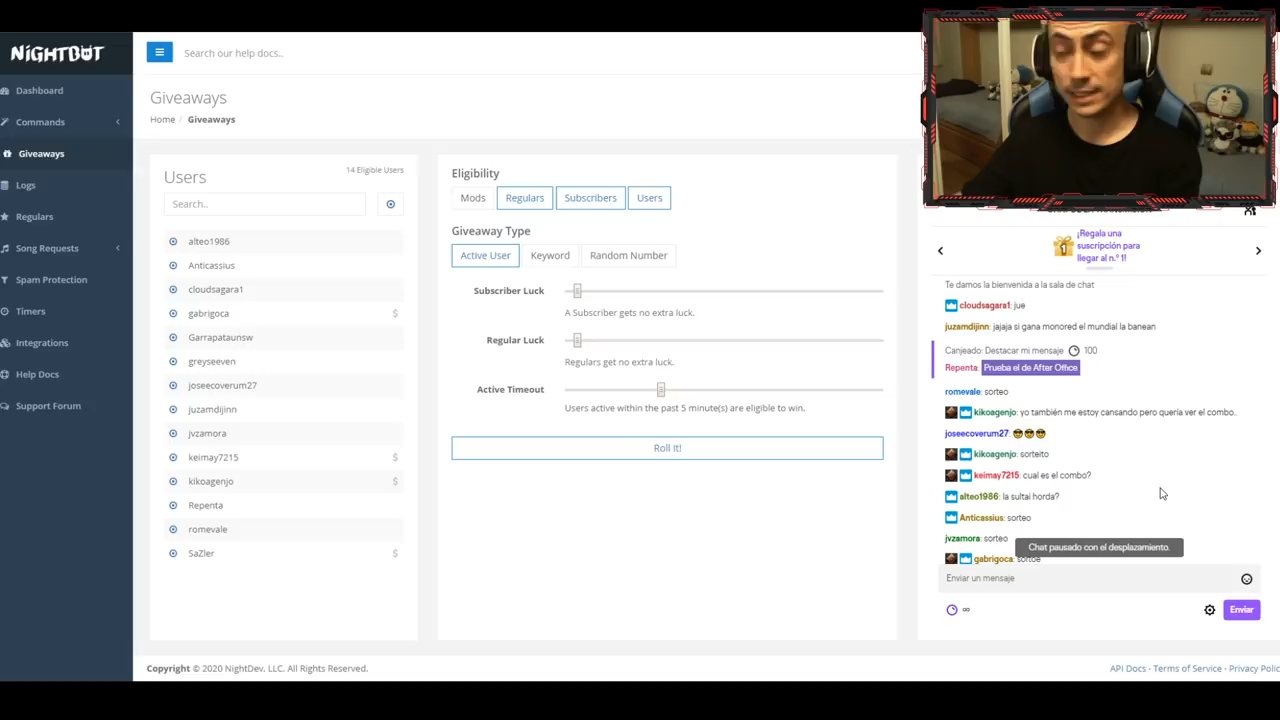 NIGHTBOT
Search our help docs..
Dashboard
Commands
Giveaways
Logs
Regulars
Song Requests
Spam Protection
Timers
Integrations
Help Docs
Support Forum
Giveaways
Home / Giveaways
Users
14 Eligible Users
Search..
alteo1986
Anticassius
cloudsagara1
gabrigoca $
Garrapataunsw
greyseeven
joseecoverum27
juzamdijinn
jvzamora
keimay7215 $
kikoagenjo $
Repenta
romevale
SaZler $
Eligibility
Mods Regulars Subscribers Users
Giveaway Type
Active User Keyword Random Number
Subscriber Luck
A Subscriber gets no extra luck.
Regular Luck
Regulars get no extra luck.
Active Timeout
Users active within the past 5 minute(s) are eligible to win.
Roll It!
¡Regala una
suscripción para
llegar al n.º 1!
Te damos la bienvenida a la sala de chat
cloudsagara1: jue
juzamdijinn: jajaja si gana monored el mundial la banean
Canjeado: Destacar mi mensaje 100
Repenta: Prueba el de After Office
romevale: sorteo
kikoagenjo: yo también me estoy cansando pero quería ver el combo..
joseecoverum27: 😎😎😎
kikoagenjo: sorteito
keimay7215: cual es el combo?
alteo1986: la sultai horda?
Anticassius: sorteo
jvzamora: sorteo
Chat pausado con el desplazamiento.
gabrigoca: sortoe
Enviar un mensaje
∞
Enviar
Copyright © 2020 NightDev, LLC. All Rights Reserved.
API Docs - Terms of Service - Privacy Polic